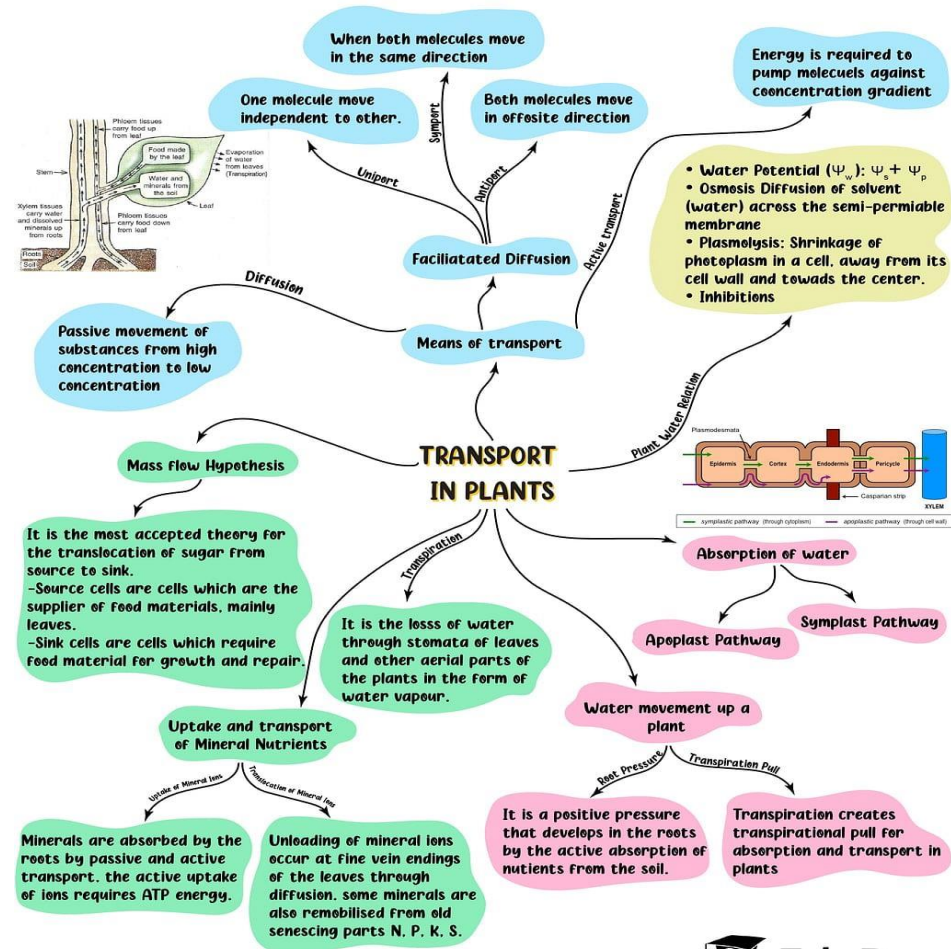 When both molecules move
in the same direction
Energy is required to
pump molecuels against
cooncentration gradient
One molecule move
independent to other.
Both molecules move
in offosite direction
Symport
Uniport
Antiport
Active transport
Phloem tissues
carry food up
from leaf
Food made
by the leaf
Evaporation
of water
from leaves
(Transpiration)
Stem
Water and
minerals from
the soil
Leaf
Xylem tissues
carry water
and dissolved
minerals up
from roots
Phloem tissues
carry food down
from leaf
Roots
Soil
• Water Potential (Ψw): Ψs + Ψp
• Osmosis Diffusion of solvent
(water) across the semi-permiable
membrane
• Plasmolysis: Shrinkage of
photoplasm in a cell, away from its
cell wall and towads the center.
• Inhibitions
Faciliatated Diffusion
Diffusion
Means of transport
Passive movement of
substances from high
concentration to low
concentration
Plant Water Relation
TRANSPORT
IN PLANTS
Mass flow Hypothesis
Plasmodesmata
Epidermis
Cortex
Endodermis
Pericycle
Casparian strip
XYLEM
symplastic pathway (through cytoplasm)
apoplastic pathway (through cell wall)
It is the most accepted theory for
the translocation of sugar from
source to sink.
-Source cells are cells which are the
supplier of food materials, mainly
leaves.
-Sink cells are cells which require
food material for growth and repair.
Transpiration
It is the losss of water
through stomata of leaves
and other aerial parts of
the plants in the form of
water vapour.
Absorption of water
Apoplast Pathway
Symplast Pathway
Uptake and transport
of Mineral Nutrients
Water movement up a
plant
Uptake of Mineral Ions
Translocation of Mineral Ions
Root Pressure
Transpiration Pull
Minerals are absorbed by the
roots by passive and active
transport. the active uptake
of ions requires ATP energy.
Unloading of mineral ions
occur at fine vein endings
of the leaves through
diffusion. some minerals are
also remobilised from old
senescing parts N, P, K, S.
It is a positive pressure
that develops in the roots
by the active absorption of
nutients from the soil.
Transpiration creates
transpirational pull for
absorption and transport in
plants